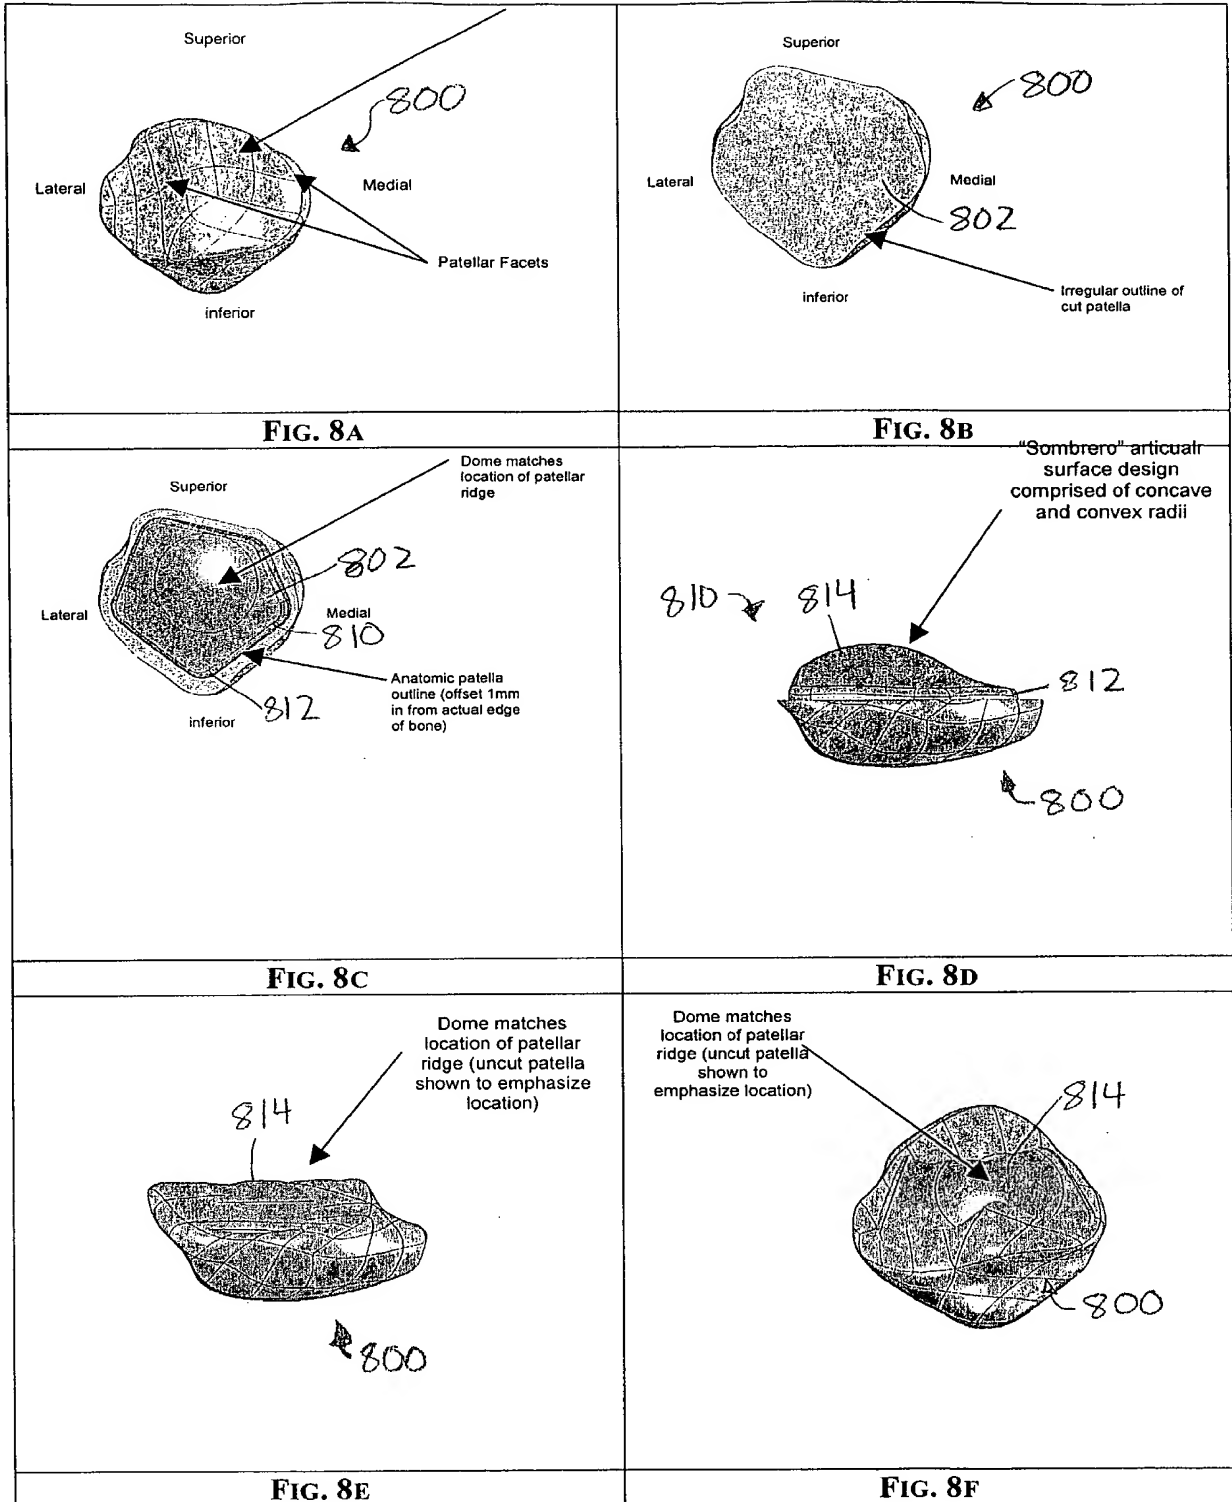 Superior
800
Lateral
Medial
Patellar Facets
inferior
FIG. 8A
Superior
800
Lateral
Medial
802
inferior
Irregular outline of
cut patella
FIG. 8B
Dome matches
location of patellar
ridge
Superior
802
Lateral
Medial
810
Anatomic patella
outline (offset 1mm
in from actual edge
of bone)
812
inferior
FIG. 8C
"Sombrero" articualr
surface design
comprised of concave
and convex radii
810
814
812
800
FIG. 8D
Dome matches
location of patellar
ridge (uncut patella
shown to emphasize
location)
814
800
FIG. 8E
Dome matches
location of patellar
ridge (uncut patella
shown to
emphasize location)
814
800
FIG. 8F